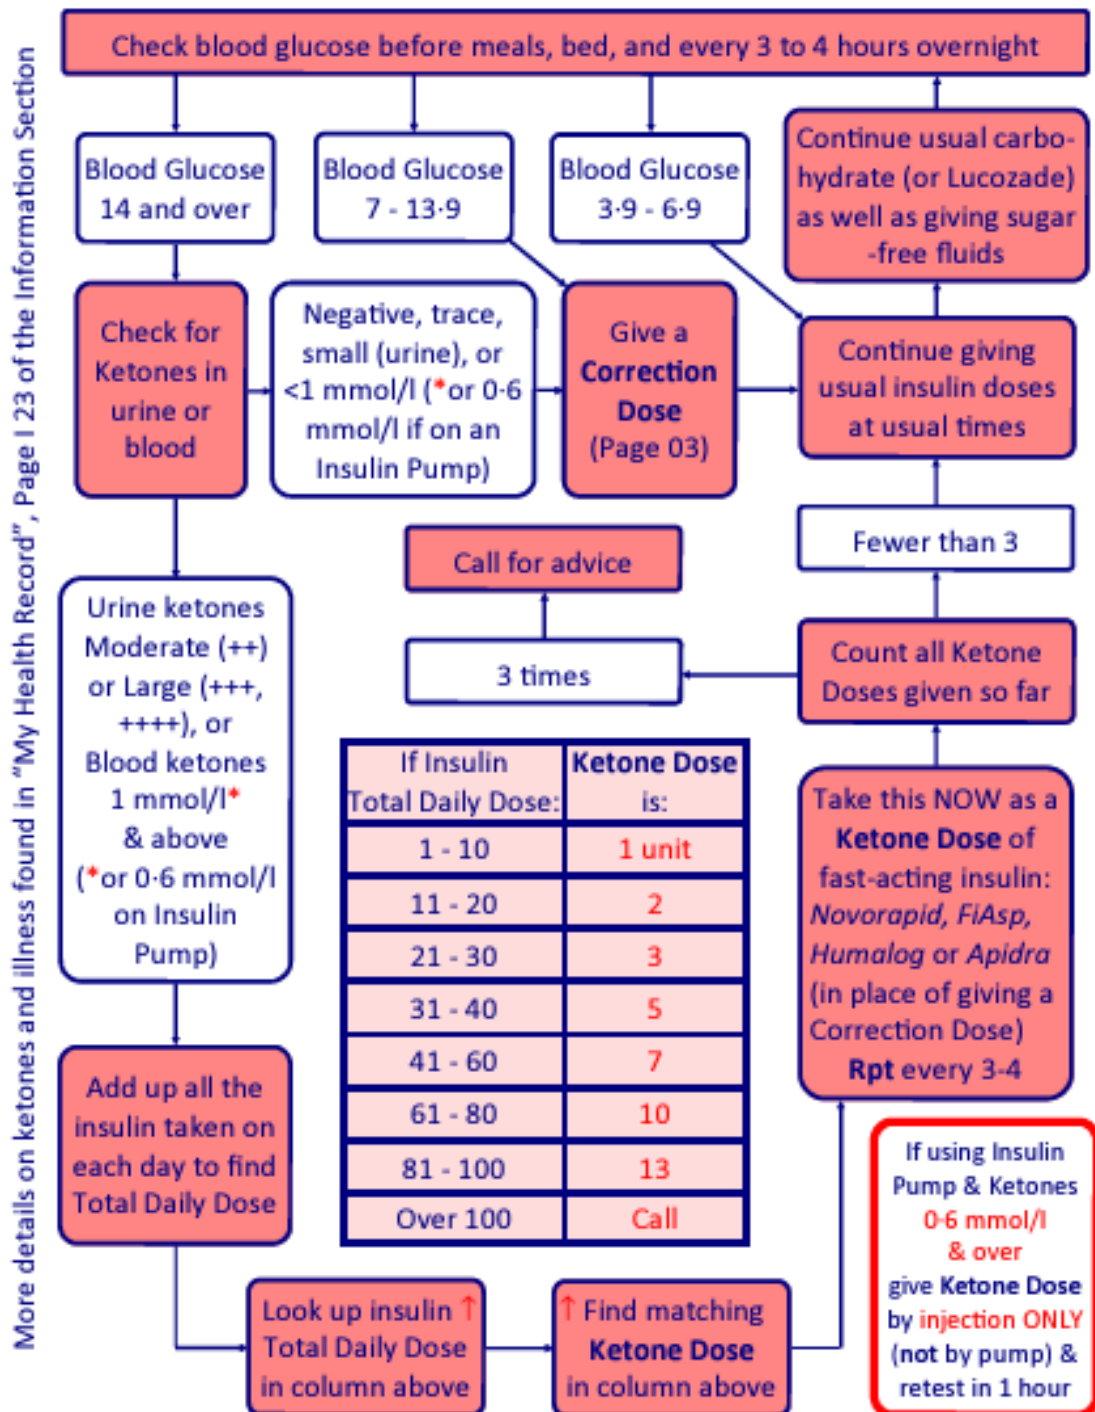 More details on ketones and illness found in "My Health Record", Page I 23 of the Information Section
Check blood glucose before meals, bed, and every 3 to 4 hours overnight
Blood Glucose
14 and over
Blood Glucose
7 - 13·9
Blood Glucose
3·9 - 6·9
Continue usual carbo-
hydrate (or Lucozade)
as well as giving sugar
-free fluids
Check for
Ketones in
urine or
blood
Negative, trace,
small (urine), or
<1 mmol/l (*or 0·6
mmol/l if on an
Insulin Pump)
Give a
Correction
Dose
(Page 03)
Continue giving
usual insulin doses
at usual times
Call for advice
Fewer than 3
3 times
Count all Ketone
Doses given so far
Urine ketones
Moderate (++)
or Large (+++,
++++), or
Blood ketones
1 mmol/l*
& above
(*or 0·6 mmol/l
on Insulin
Pump)
If Insulin
Total Daily Dose:
Ketone Dose
is:
1 - 10
1 unit
11 - 20
2
21 - 30
3
31 - 40
5
41 - 60
7
61 - 80
10
81 - 100
13
Over 100
Call
Take this NOW as a
Ketone Dose of
fast-acting insulin:
Novorapid, FiAsp,
Humalog or Apidra
(in place of giving a
Correction Dose)
Rpt every 3-4
Add up all the
insulin taken on
each day to find
Total Daily Dose
Look up insulin ↑
Total Daily Dose
in column above
↑ Find matching
Ketone Dose
in column above
If using Insulin
Pump & Ketones
0·6 mmol/l
& over
give Ketone Dose
by injection ONLY
(not by pump) &
retest in 1 hour